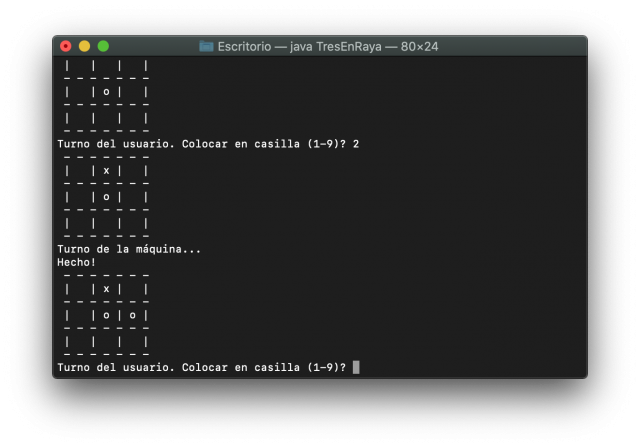 Escritorio — java TresEnRaya — 80×24
|   |   |   |
- - - - - - -
|   | o |   |
- - - - - - -
|   |   |   |
- - - - - - -
Turno del usuario. Colocar en casilla (1-9)? 2
- - - - - - -
|   | x |   |
- - - - - - -
|   | o |   |
- - - - - - -
|   |   |   |
- - - - - - -
Turno de la máquina...
Hecho!
- - - - - - -
|   | x |   |
- - - - - - -
|   | o | o |
- - - - - - -
|   |   |   |
- - - - - - -
Turno del usuario. Colocar en casilla (1-9)?